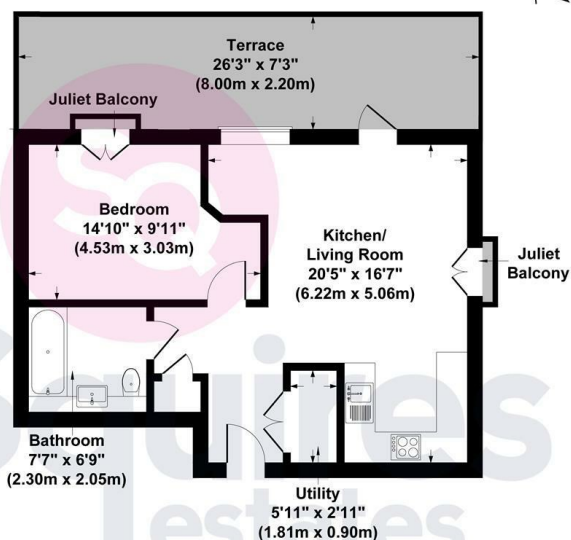 Terrace
26'3" x 7'3"
(8.00m x 2.20m)
Juliet Balcony
Bedroom
14'10" x 9'11"
(4.53m x 3.03m)
Kitchen/
Living Room
20'5" x 16'7"
(6.22m x 5.06m)
Juliet
Balcony
Bathroom
7'7" x 6'9"
(2.30m x 2.05m)
Utility
5'11" x 2'11"
(1.81m x 0.90m)
SQ
squires
estates